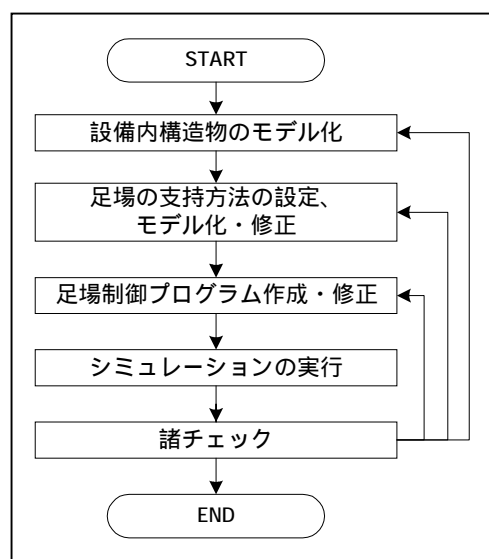 START
設備内構造物のモデル化
足場の支持方法の設定、
モデル化・修正
足場制御プログラム作成・修正
シミュレーションの実行
諸チェック
END